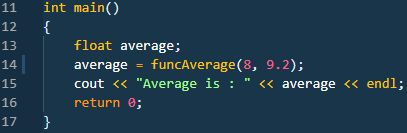 11 int main()
12 {
13     float average;
14     average = funcAverage(8, 9.2);
15     cout << "Average is : " << average << endl;
16     return 0;
17 }